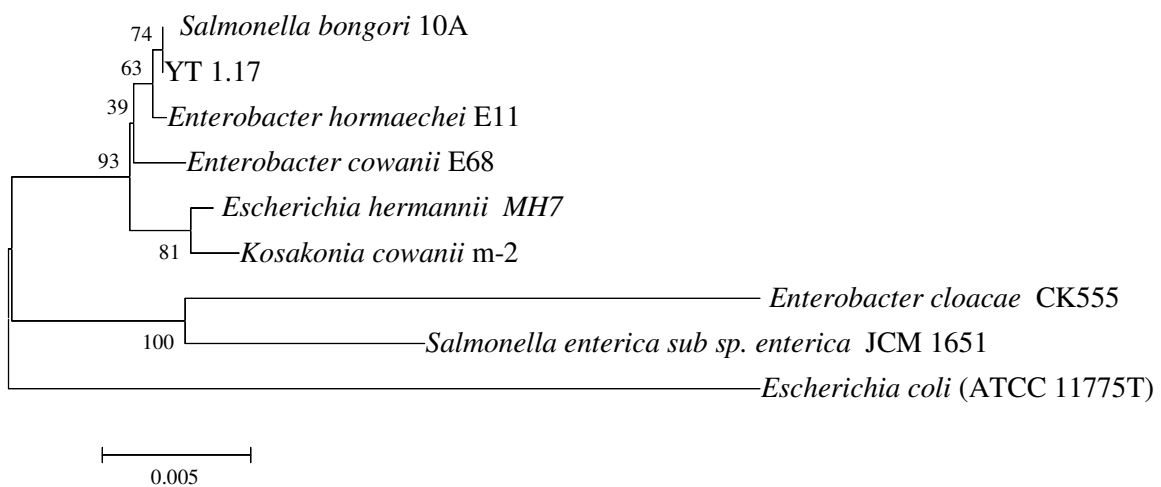 74
Salmonella bongori 10A
63
YT 1.17
39
Enterobacter hormaechei E11
93
Enterobacter cowanii E68
Escherichia hermannii MH7
81
Kosakonia cowanii m-2
Enterobacter cloacae CK555
100
Salmonella enterica sub sp. enterica JCM 1651
Escherichia coli (ATCC 11775T)
0.005